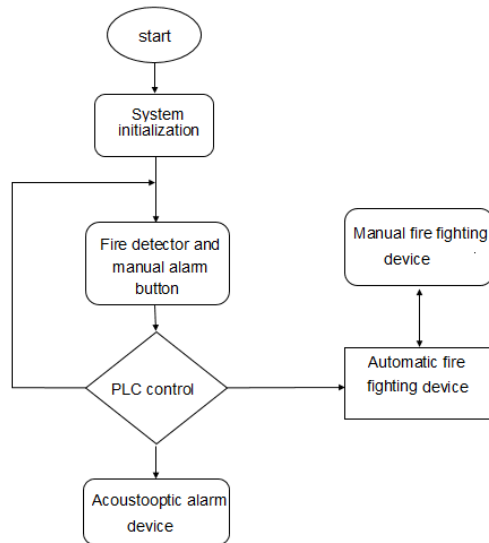 start
System
initialization
Fire detector and
manual alarm
button
Manual fire fighting
device
PLC control
Automatic fire
fighting device
Acoustooptic alarm
device